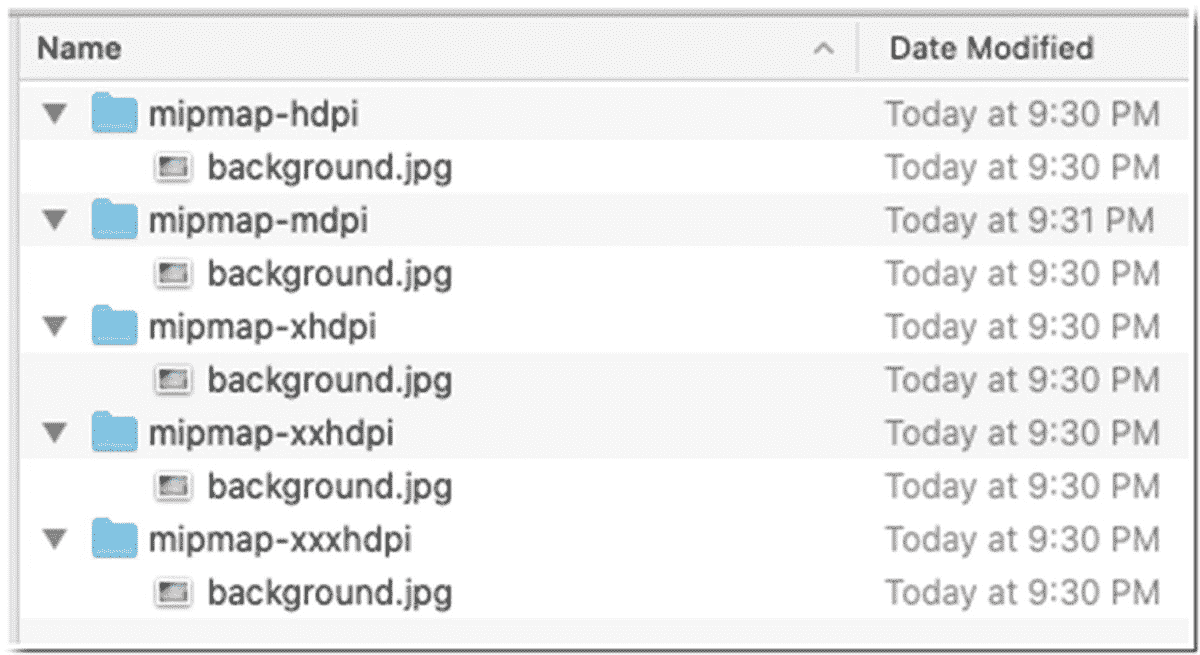 Name Date Modified
mipmap-hdpi Today at 9:30 PM
background.jpg Today at 9:30 PM
mipmap-mdpi Today at 9:31 PM
background.jpg Today at 9:30 PM
mipmap-xhdpi Today at 9:30 PM
background.jpg Today at 9:30 PM
mipmap-xxhdpi Today at 9:30 PM
background.jpg Today at 9:30 PM
mipmap-xxxhdpi Today at 9:30 PM
background.jpg Today at 9:30 PM